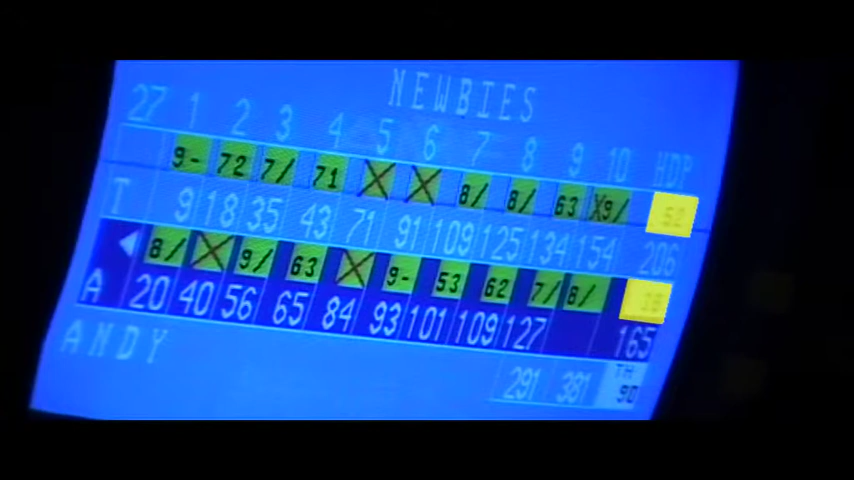 NEWBIES
27 1 2 3 4 5 6 7 8 9 10 HDP
9- 72 7/ 71 X X 8/ 8/ 63 X9/
T 9 18 35 43 71 91 109 125 134 154 206
8/ X 9/ 63 X 9- 53 62 7/ 8/
A 20 40 56 65 84 93 101 109 127 165
ANDY
291 381 TH 90